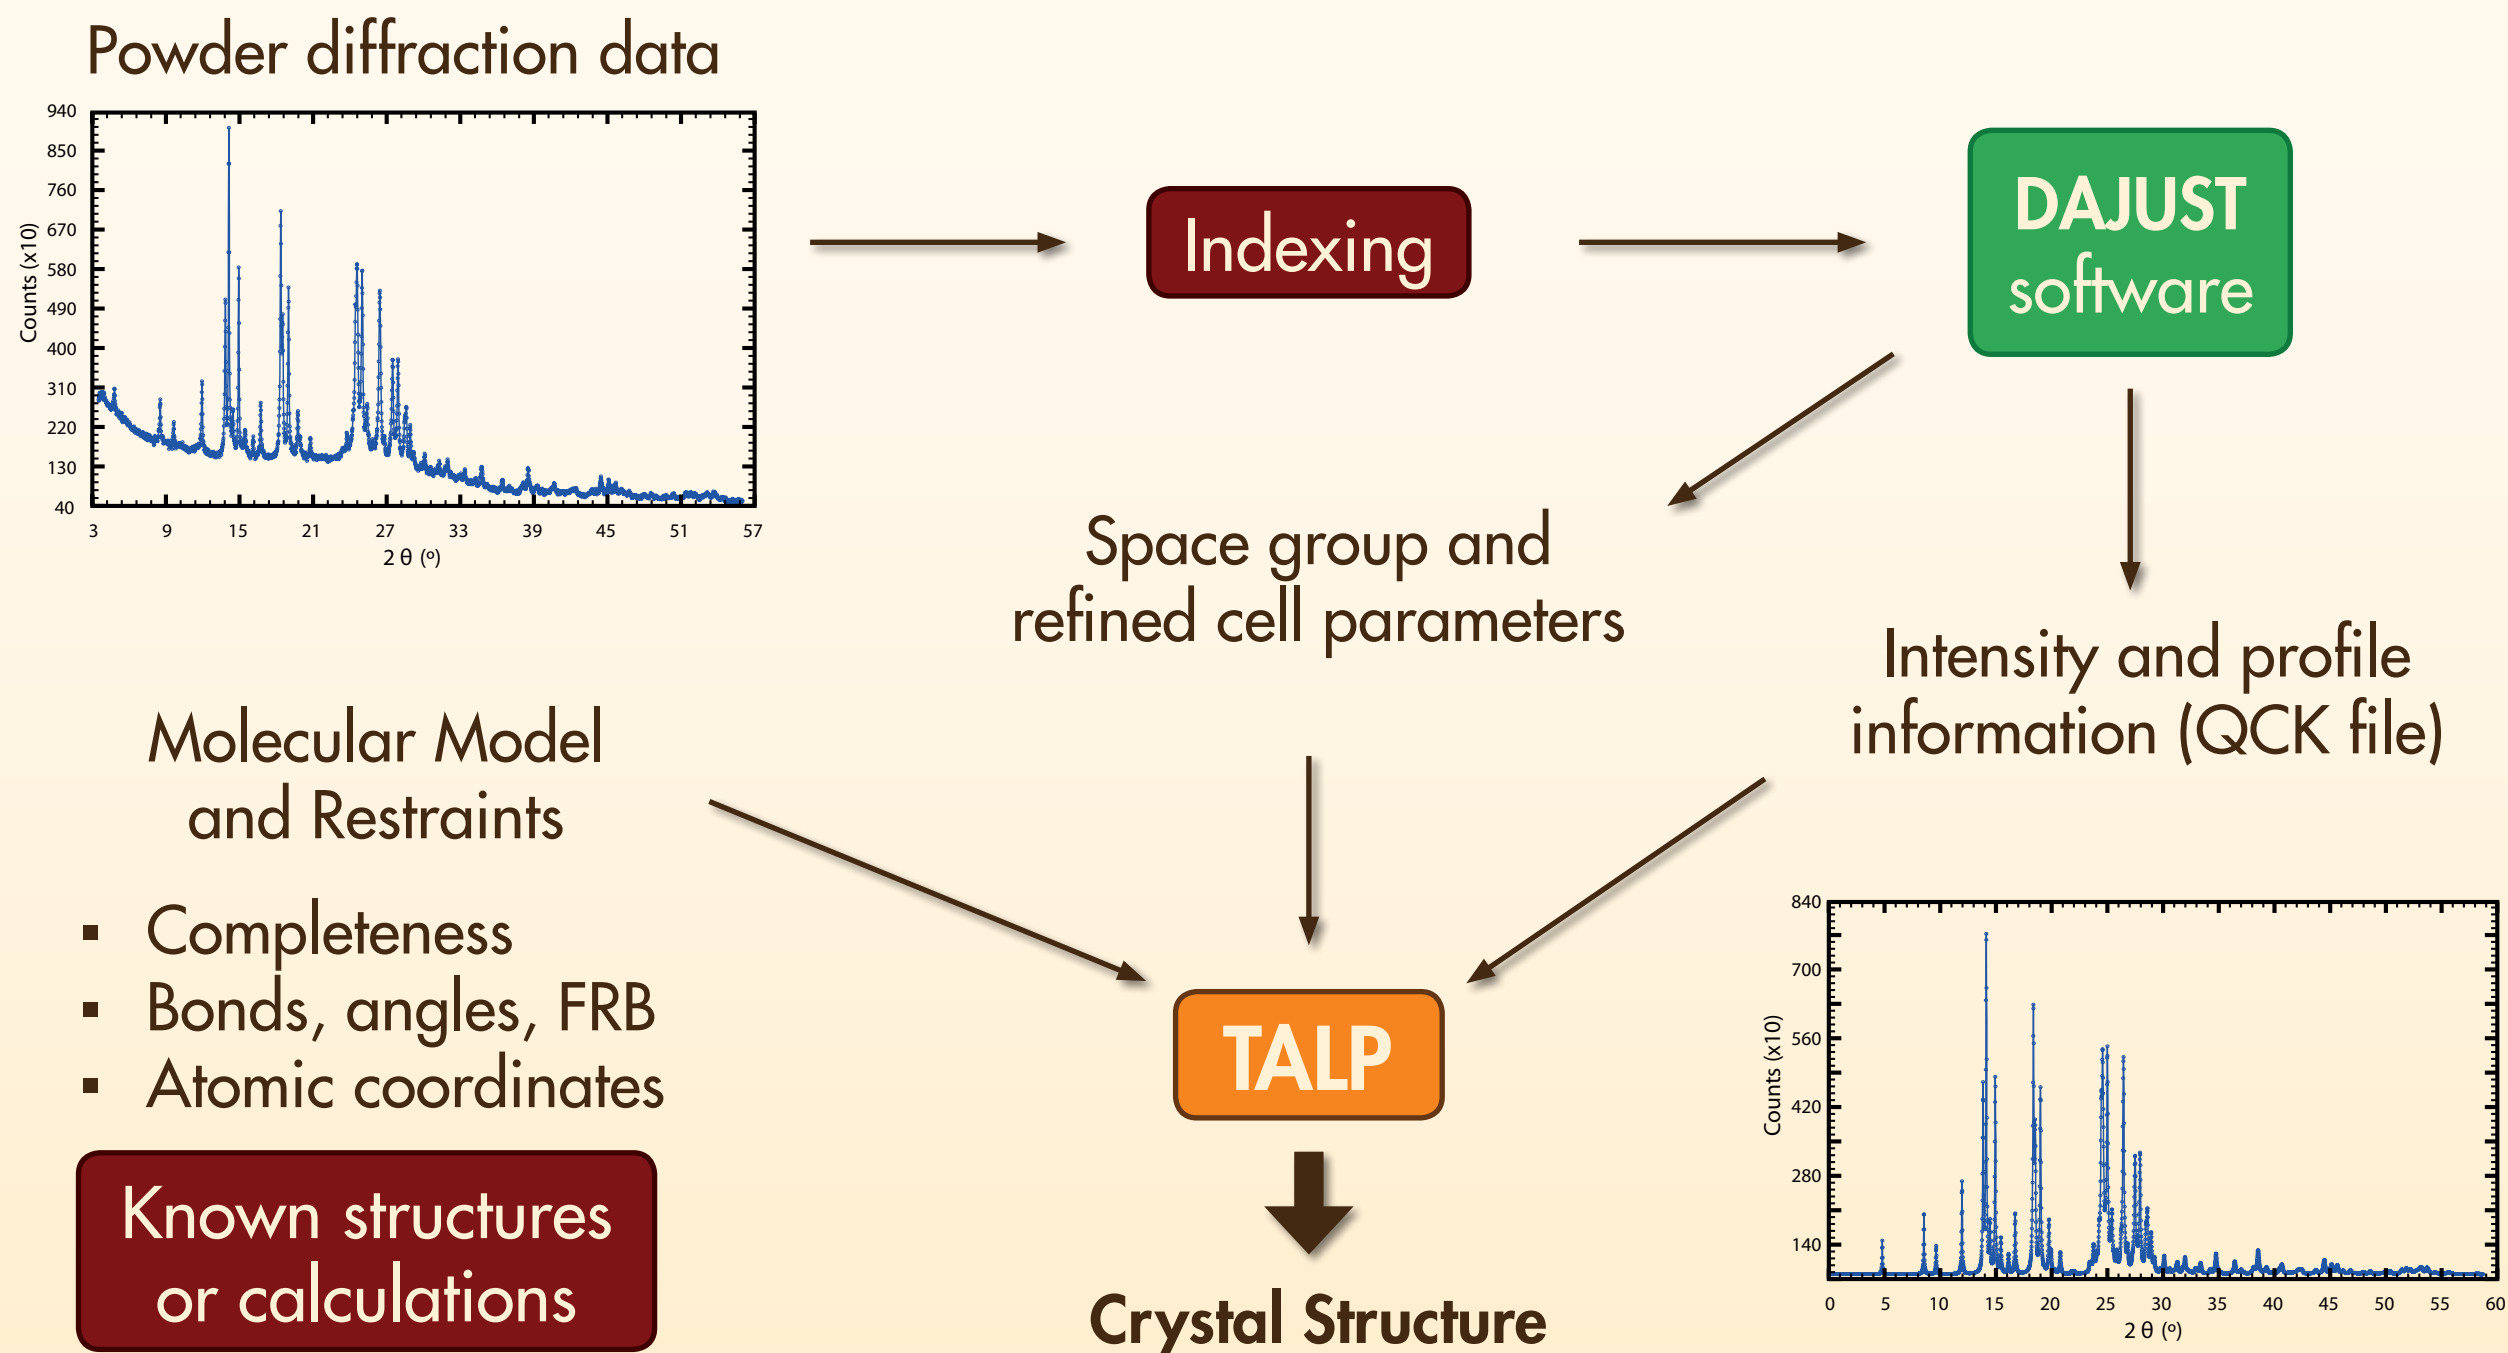 Powder diffraction data
940
850
760
670
580
490
400
310
220
130
40
Counts (x10)
3 9 15 21 27 33 39 45 51 57
2 θ (º)
Indexing
DAJUST
software
Space group and
refined cell parameters
Intensity and profile
information (QCK file)
Molecular Model
and Restraints
▪ Completeness
▪ Bonds, angles, FRB
▪ Atomic coordinates
Known structures
or calculations
TALP
Crystal Structure
840
700
560
420
280
140
Counts (x10)
0 5 10 15 20 25 30 35 40 45 50 55 60
2 θ (º)